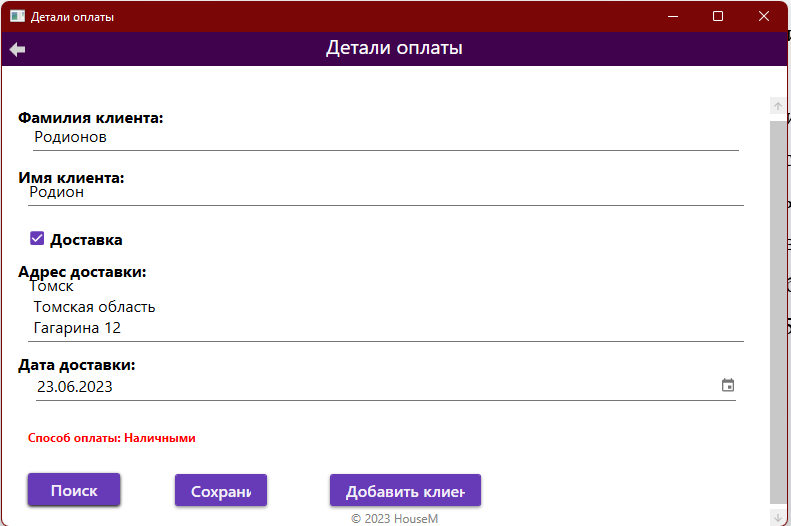 Детали оплаты
Детали оплаты
Фамилия клиента:
Родионов
Имя клиента:
Родион
Доставка
Адрес доставки:
Томск
Томская область
Гагарина 12
Дата доставки:
23.06.2023
Способ оплаты: Наличными
Поиск
Сохрани
Добавить клиен
© 2023 HouseM